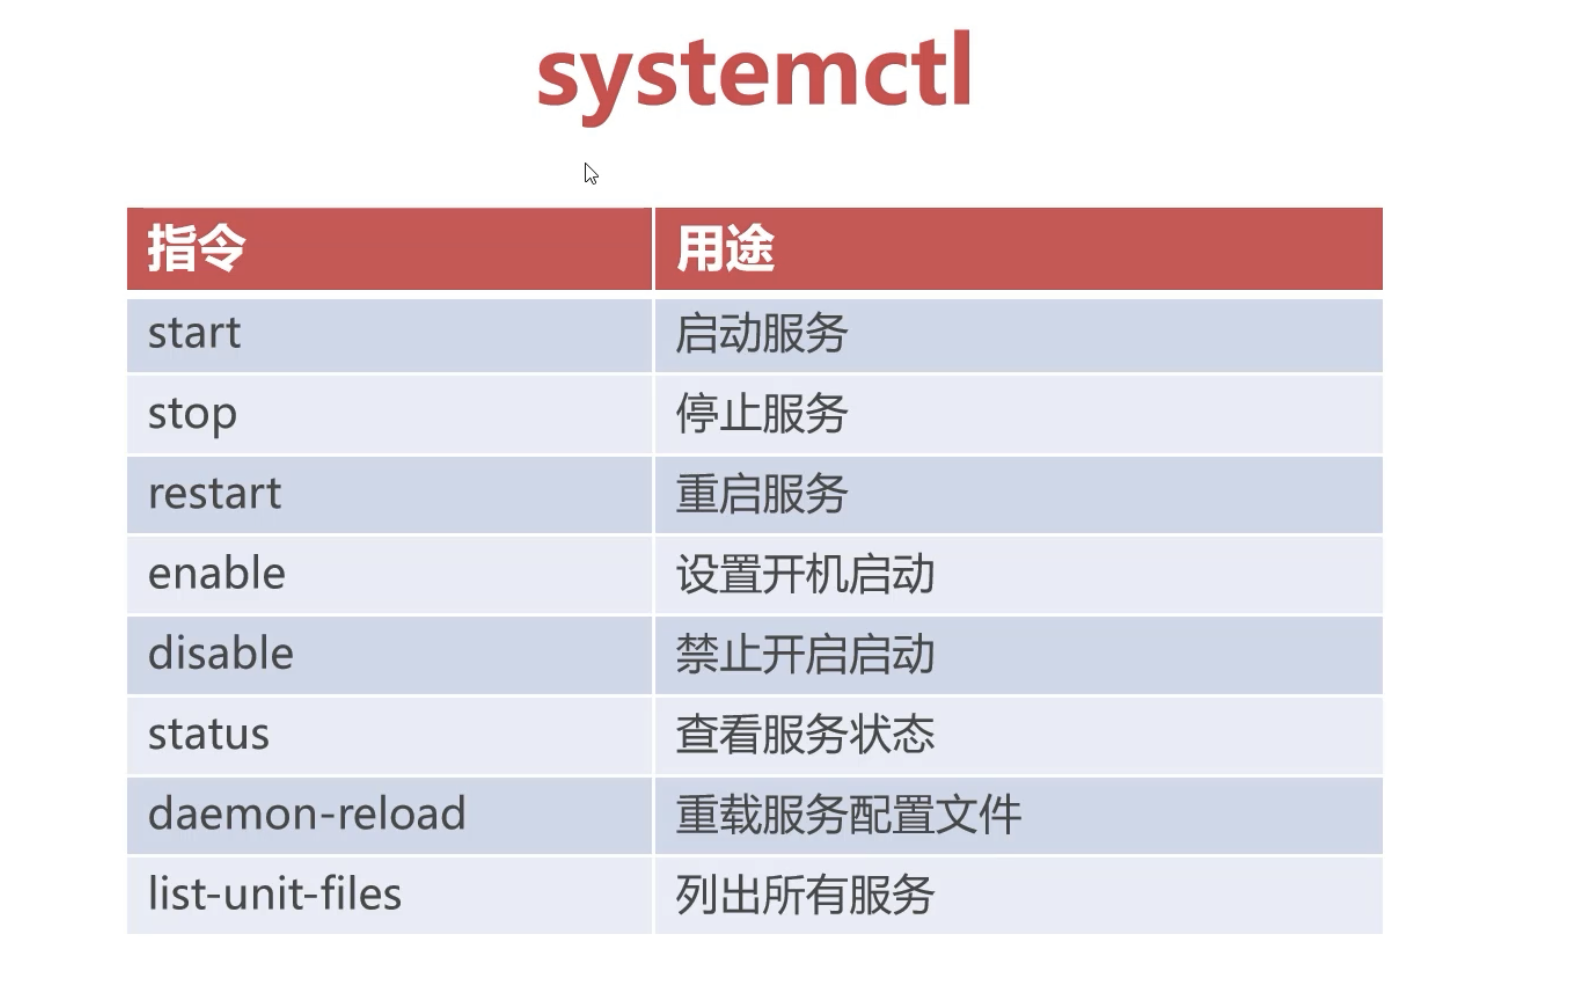 systemctl
指令 用途
start 启动服务
stop 停止服务
restart 重启服务
enable 设置开机启动
disable 禁止开启启动
status 查看服务状态
daemon-reload 重载服务配置文件
list-unit-files 列出所有服务